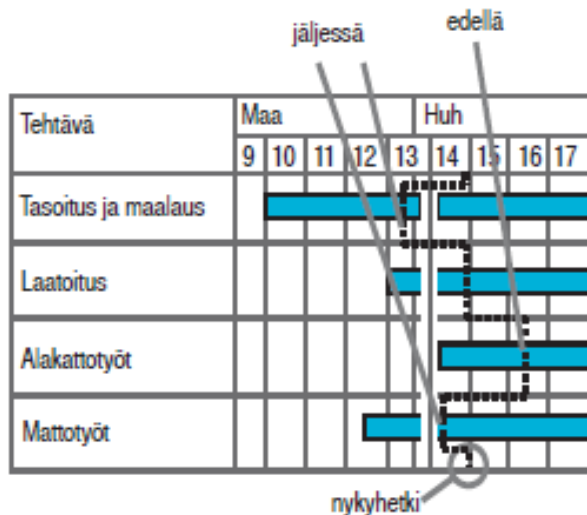 jäljessä
edellä
Tehtävä
Maa
Huh
9 10 11 12 13 14 15 16 17
Tasoitus ja maalaus
Laatoitus
Alakattotyöt
Mattotyöt
nykyhetki